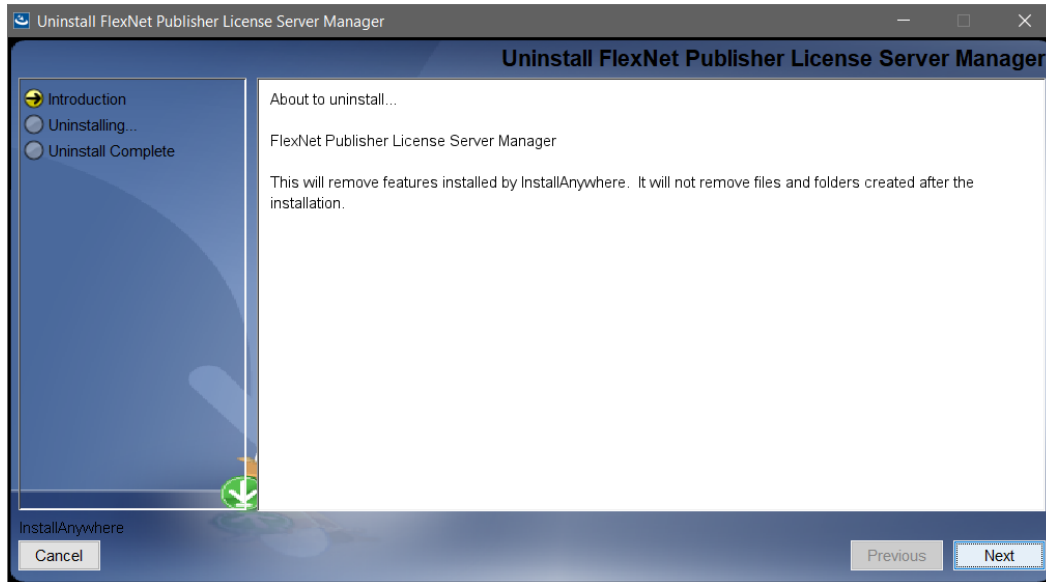 Uninstall FlexNet Publisher License Server Manager
Uninstall FlexNet Publisher License Server Manager
Introduction
Uninstalling...
Uninstall Complete
About to uninstall...
FlexNet Publisher License Server Manager
This will remove features installed by InstallAnywhere. It will not remove files and folders created after the
installation.
InstallAnywhere
Cancel
Previous
Next